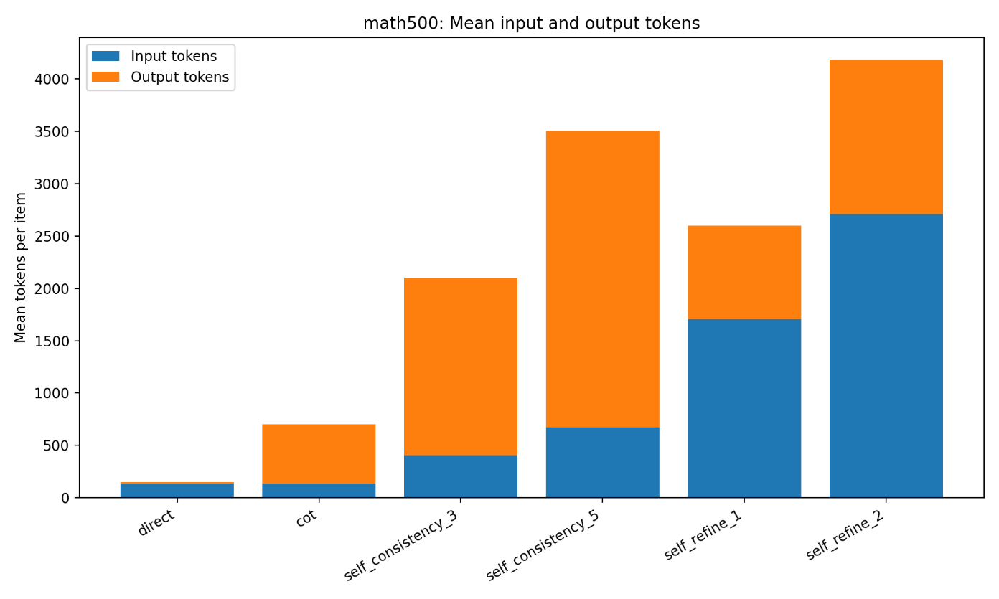 math500: Mean input and output tokens
Input tokens
Output tokens
Mean tokens per item
4000
3500
3000
2500
2000
1500
1000
500
0
direct
cot
self_consistency_3
self_consistency_5
self_refine_1
self_refine_2